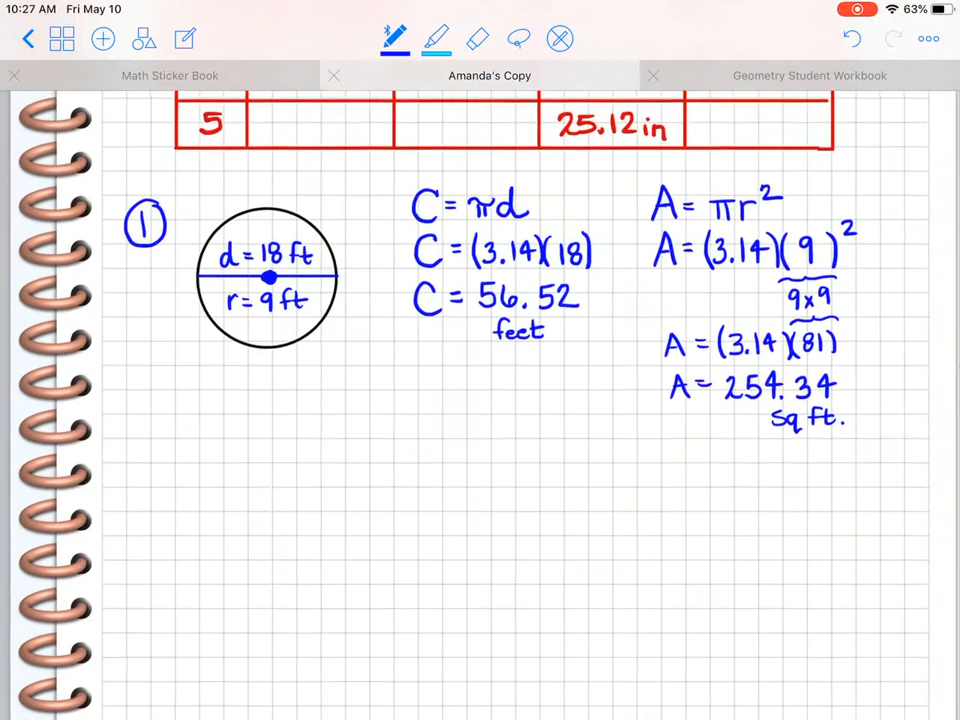 10:27 AM Fri May 10
63%
Math Sticker Book
Amanda's Copy
Geometry Student Workbook
5
25.12 in
1
d = 18 ft
r = 9 ft
C = πd
C = (3.14)(18)
C = 56.52
feet
A = πr²
A = (3.14)(9)²
9x9
A = (3.14)(81)
A = 254.34
sq ft.